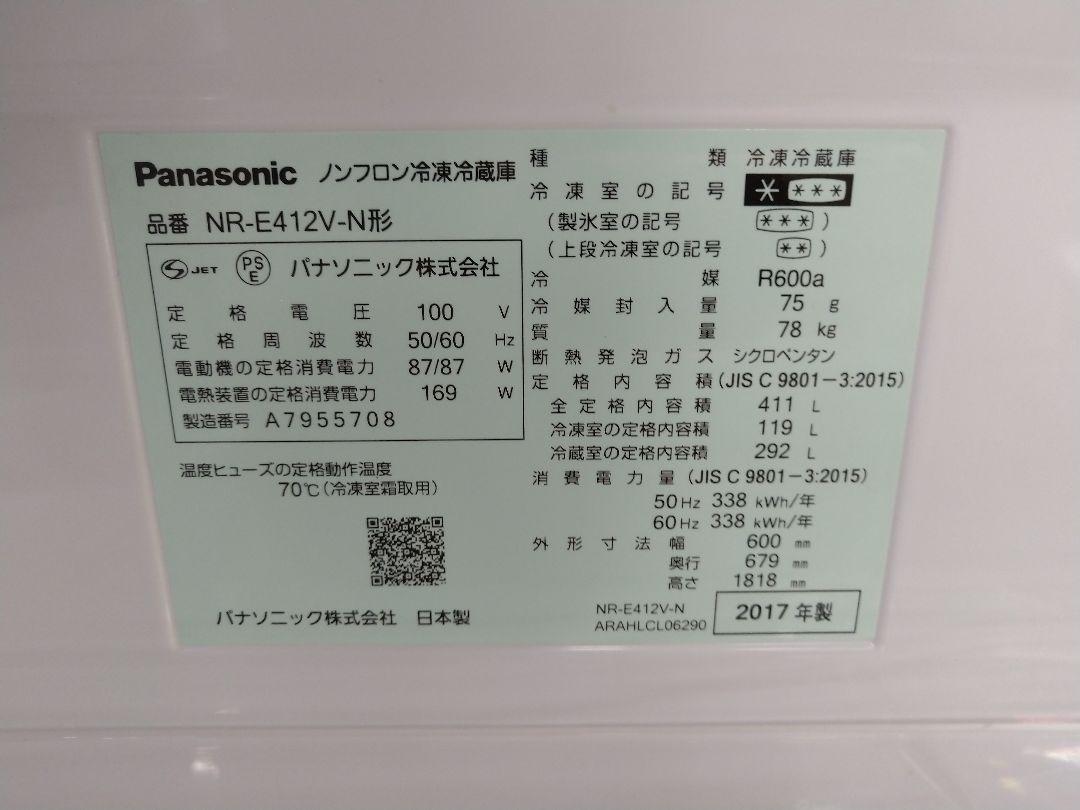 Panasonic ノンフロン冷凍冷蔵庫
品番 NR-E412V-N形
S JET PSE パナソニック株式会社
定格電圧 100 V
定格周波数 50/60 Hz
電動機の定格消費電力 87/87 W
電熱装置の定格消費電力 169 W
製造番号 A7955708
温度ヒューズの定格動作温度
70℃(冷凍室霜取用)
パナソニック株式会社 日本製
種類 冷凍冷蔵庫
冷凍室の記号 * ***
(製氷室の記号 ***)
(上段冷凍室の記号 **)
冷媒 R600a
冷媒封入量 75 g
質量 78 kg
断熱発泡ガス シクロペンタン
定格内容積 (JIS C 9801-3:2015)
全定格内容積 411 L
冷凍室の定格内容積 119 L
冷蔵室の定格内容積 292 L
消費電力量 (JIS C 9801-3:2015)
50Hz 338 kWh/年
60Hz 338 kWh/年
外形寸法幅 600 mm
奥行 679 mm
高さ 1818 mm
NR-E412V-N
ARAHLCL06290
2017年製